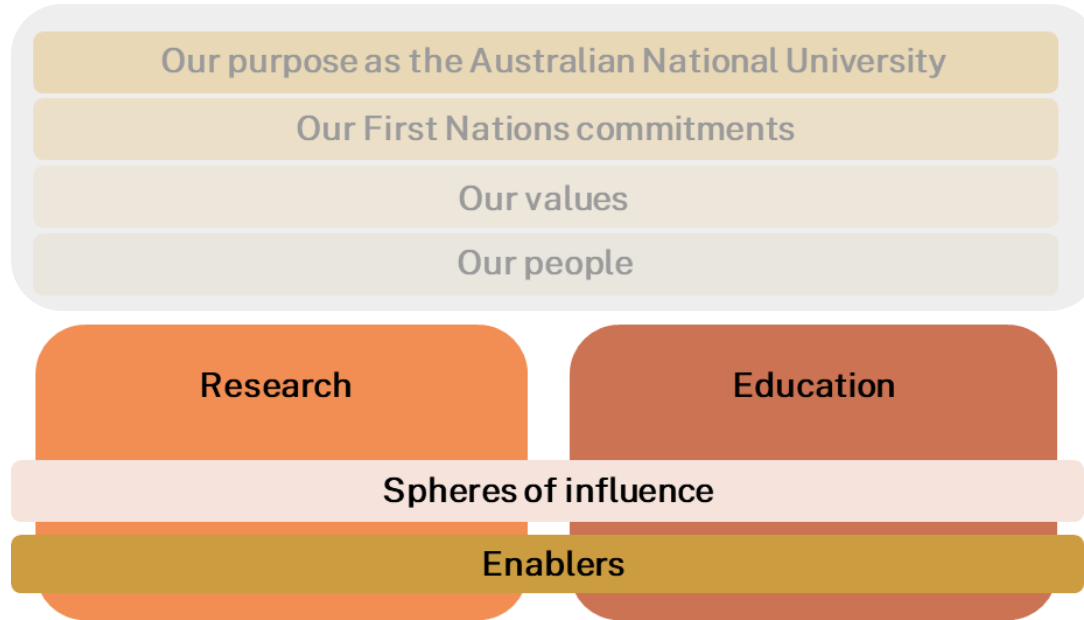 Our purpose as the Australian National University
Our First Nations commitments
Our values
Our people
Research
Education
Spheres of influence
Enablers